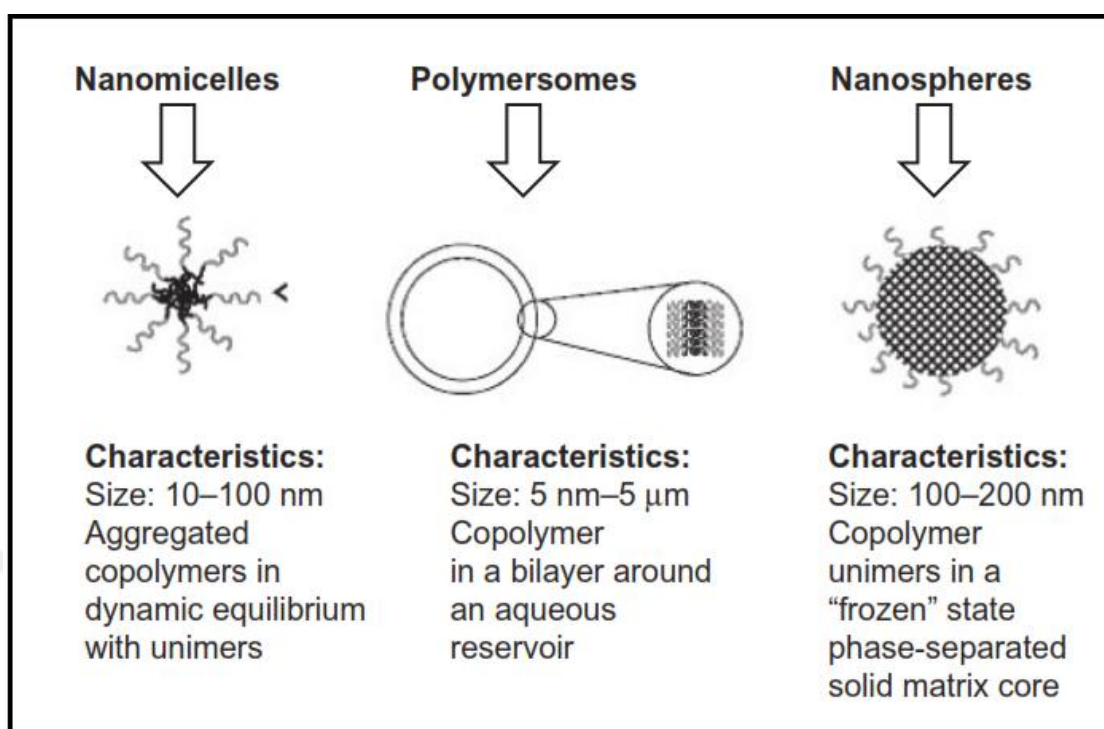 Nanomicelles
Polymersomes
Nanospheres
Characteristics:
Size: 10–100 nm
Aggregated
copolymers in
dynamic equilibrium
with unimers
Characteristics:
Size: 5 nm–5 μm
Copolymer
in a bilayer around
an aqueous
reservoir
Characteristics:
Size: 100–200 nm
Copolymer
unimers in a
“frozen” state
phase-separated
solid matrix core